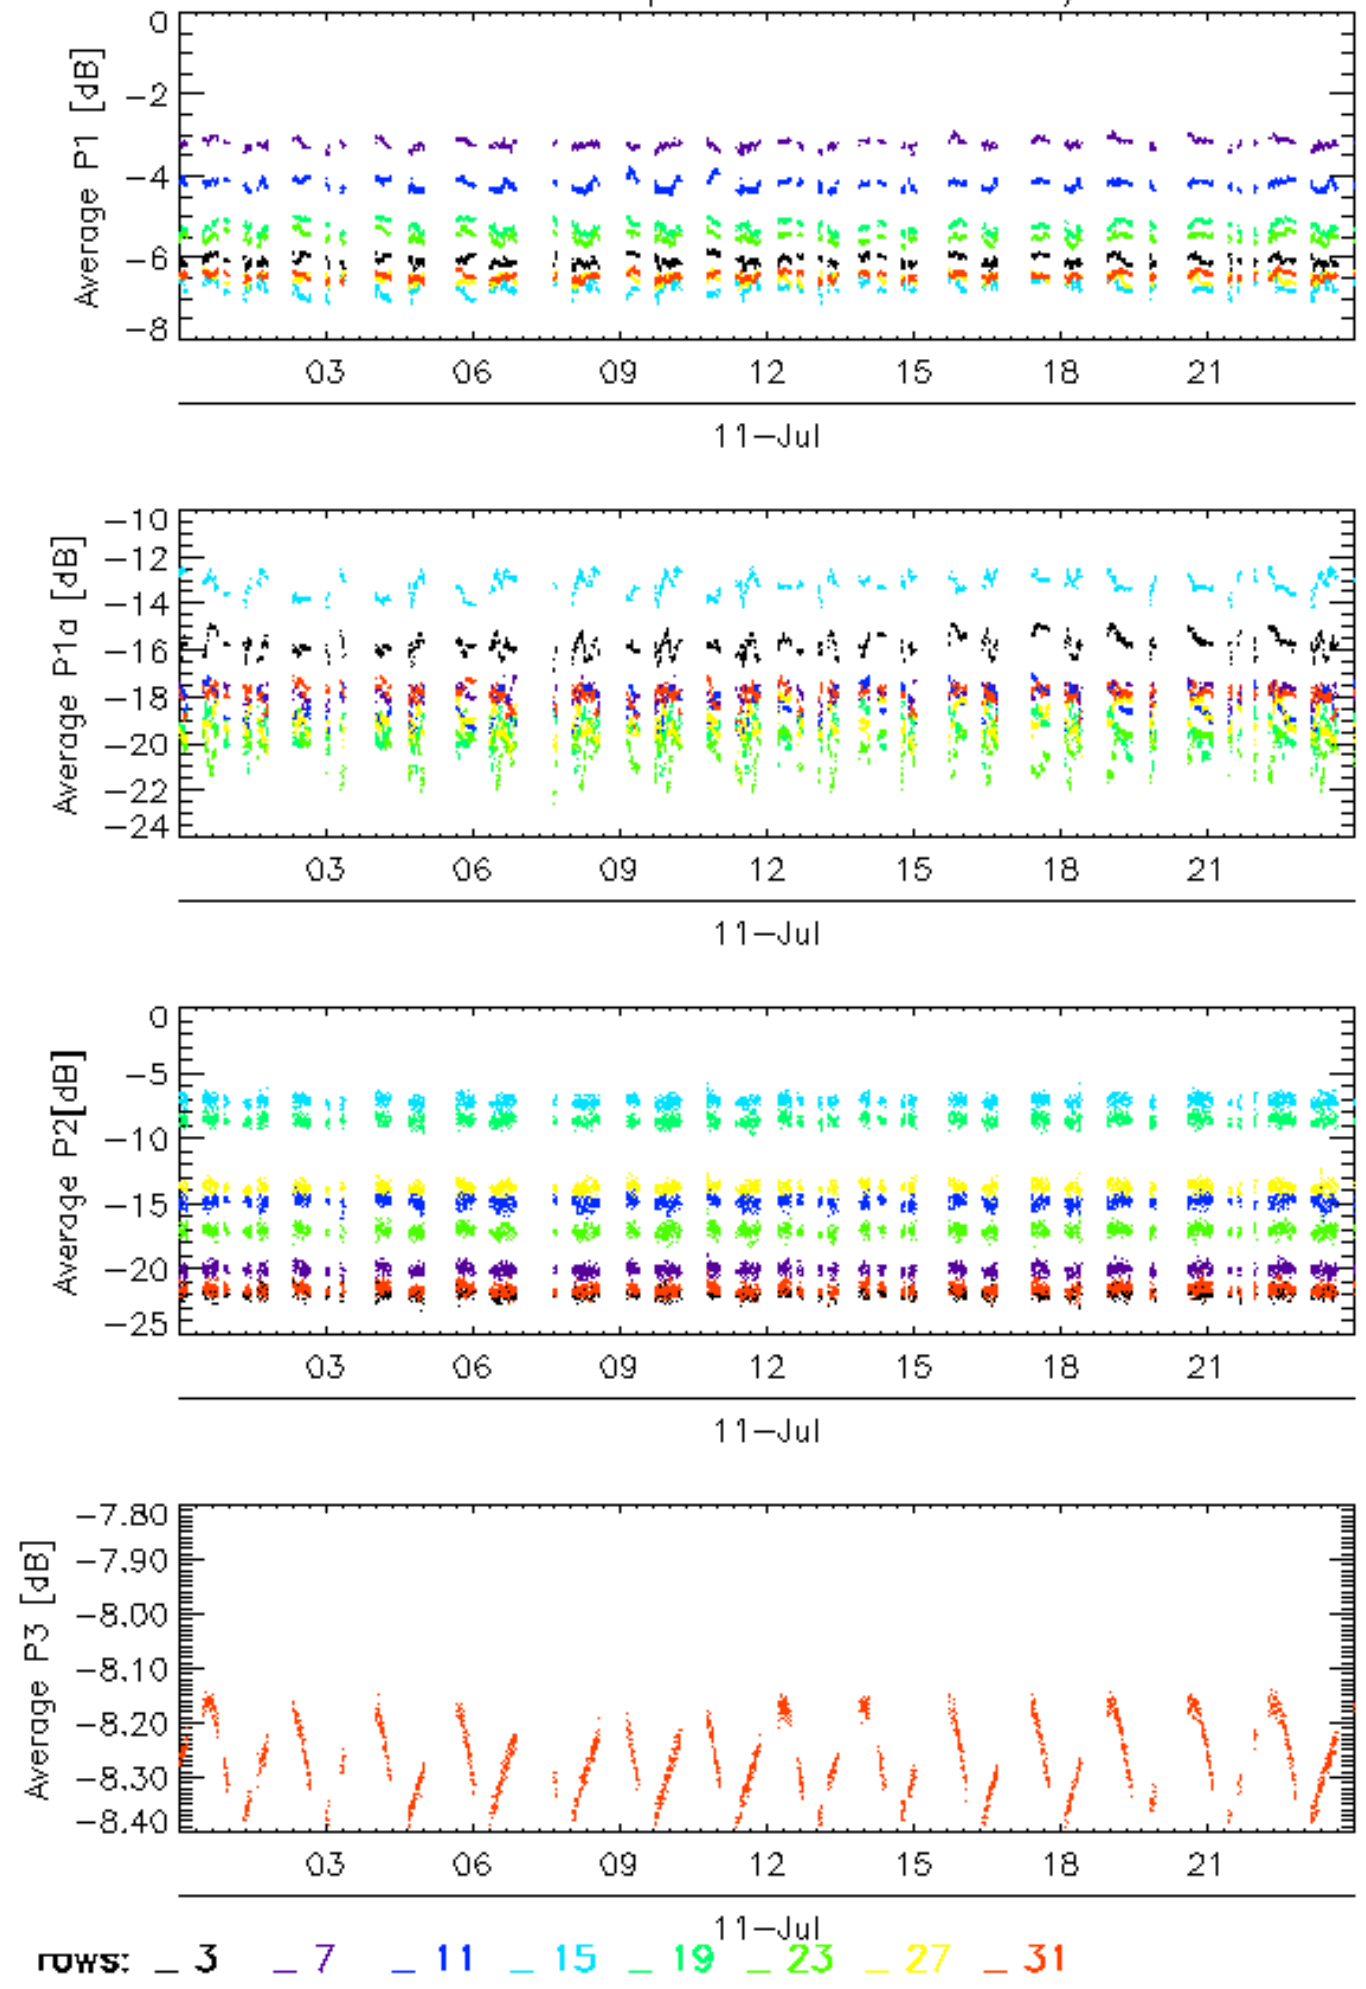 Average P1 [dB]
0
−2
−4
−6
−8
03 06 09 12 15 18 21
11−Jul
Average P1a [dB]
−10
−12
−14
−16
−18
−20
−22
−24
03 06 09 12 15 18 21
11−Jul
Average P2[dB]
0
−5
−10
−15
−20
−25
03 06 09 12 15 18 21
11−Jul
Average P3 [dB]
−7.80
−7.90
−8.00
−8.10
−8.20
−8.30
−8.40
03 06 09 12 15 18 21
11−Jul
rows: _ 3 _ 7 _ 11 _ 15 _ 19 _ 23 _ 27 _ 31